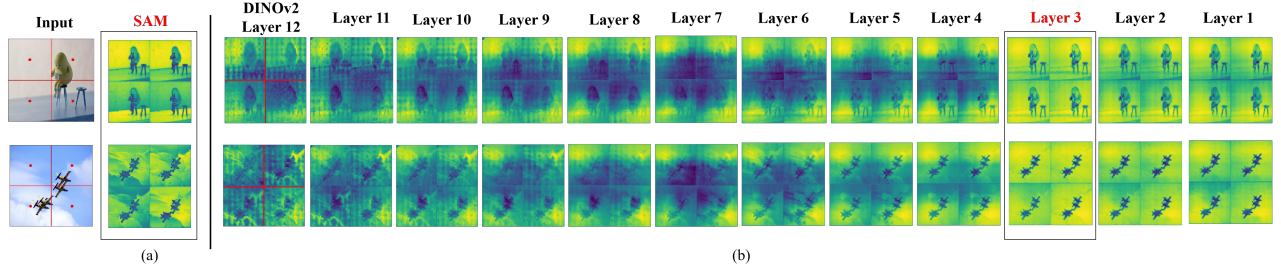 Input
SAM
DINOv2
Layer 12
Layer 11
Layer 10
Layer 9
Layer 8
Layer 7
Layer 6
Layer 5
Layer 4
Layer 3
Layer 2
Layer 1
(a)
(b)